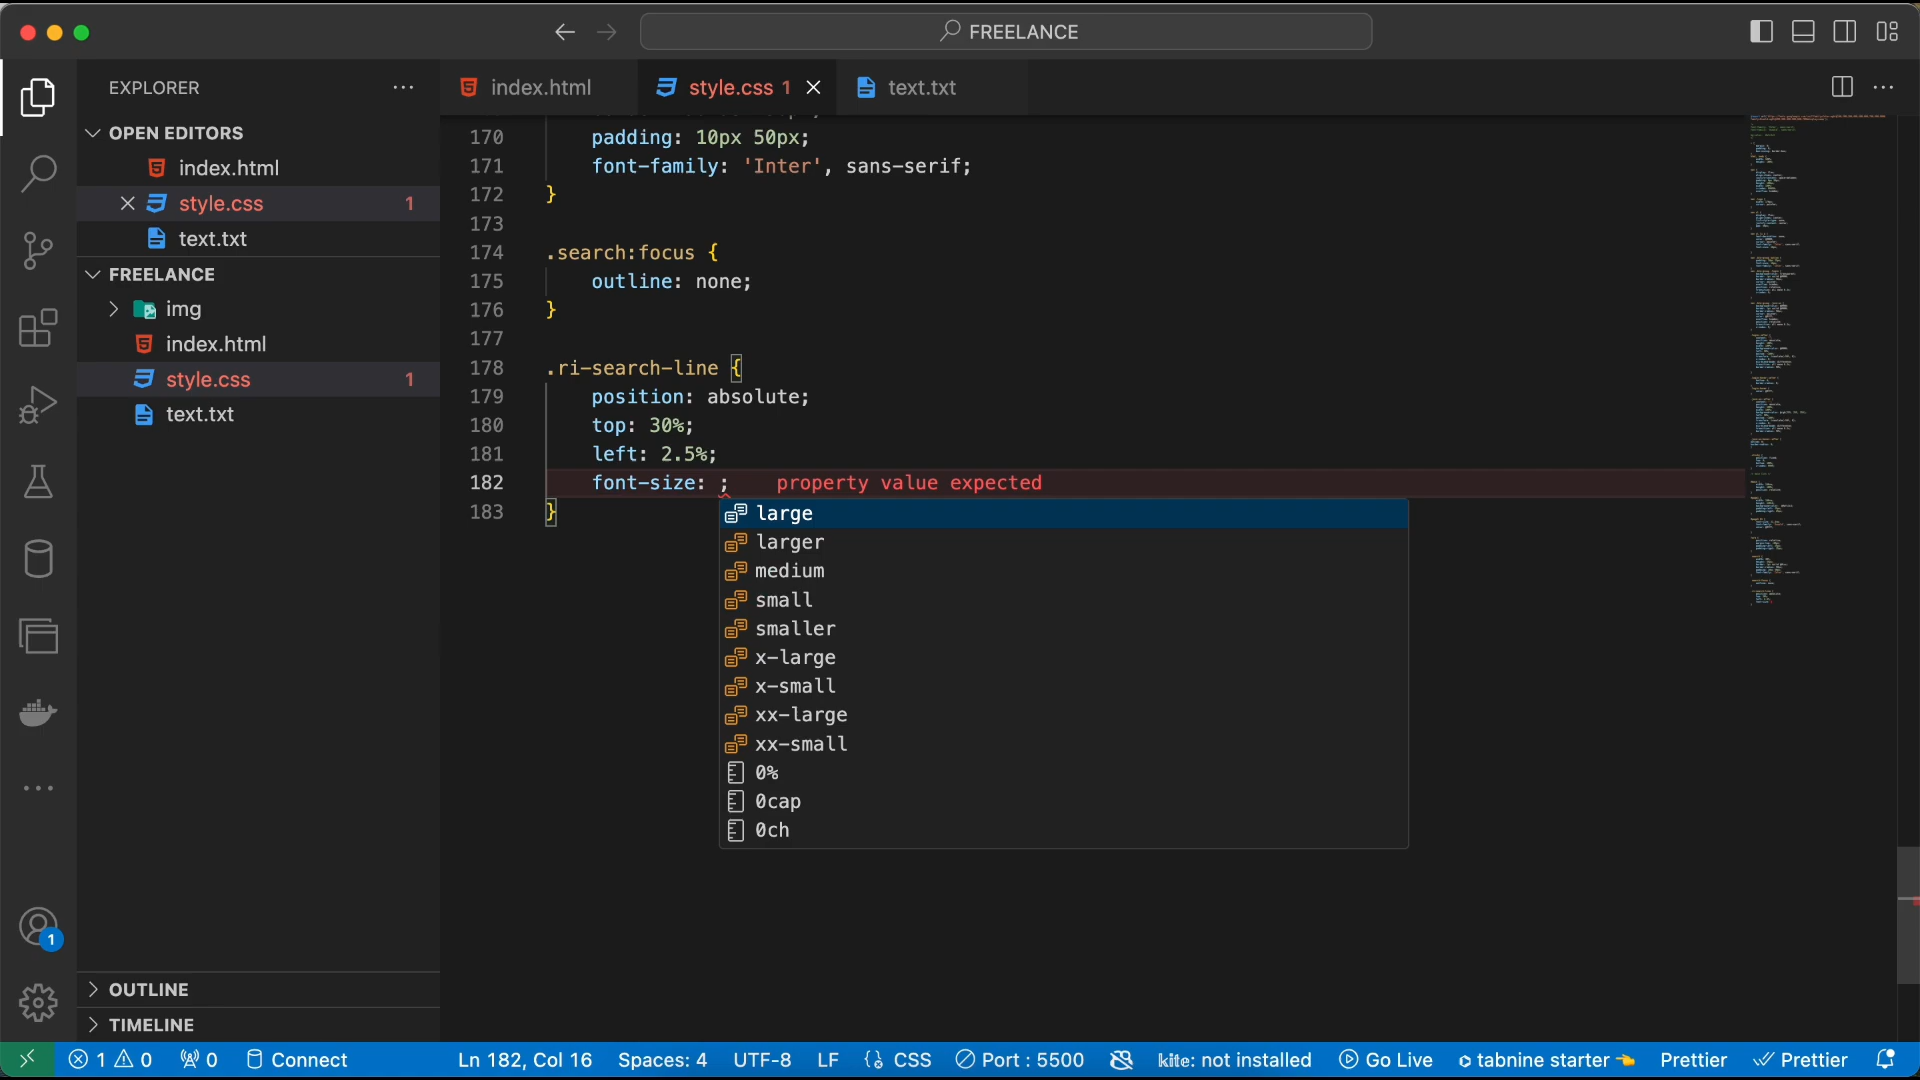 FREELANCE
EXPLORER
index.html
style.css 1
text.txt
OPEN EDITORS
index.html
style.css 1
text.txt
FREELANCE
img
index.html
style.css 1
text.txt
OUTLINE
TIMELINE
170 padding: 10px 50px;
171 font-family: 'Inter', sans-serif;
172 }
173
174 .search:focus {
175 outline: none;
176 }
177
178 .ri-search-line {
179 position: absolute;
180 top: 30%;
181 left: 2.5%;
182 font-size: ; property value expected
183 }
large
larger
medium
small
smaller
x-large
x-small
xx-large
xx-small
0%
0cap
0ch
1
1 0 0 Connect Ln 182, Col 16 Spaces: 4 UTF-8 LF CSS Port : 5500 kite: not installed Go Live tabnine starter Prettier Prettier